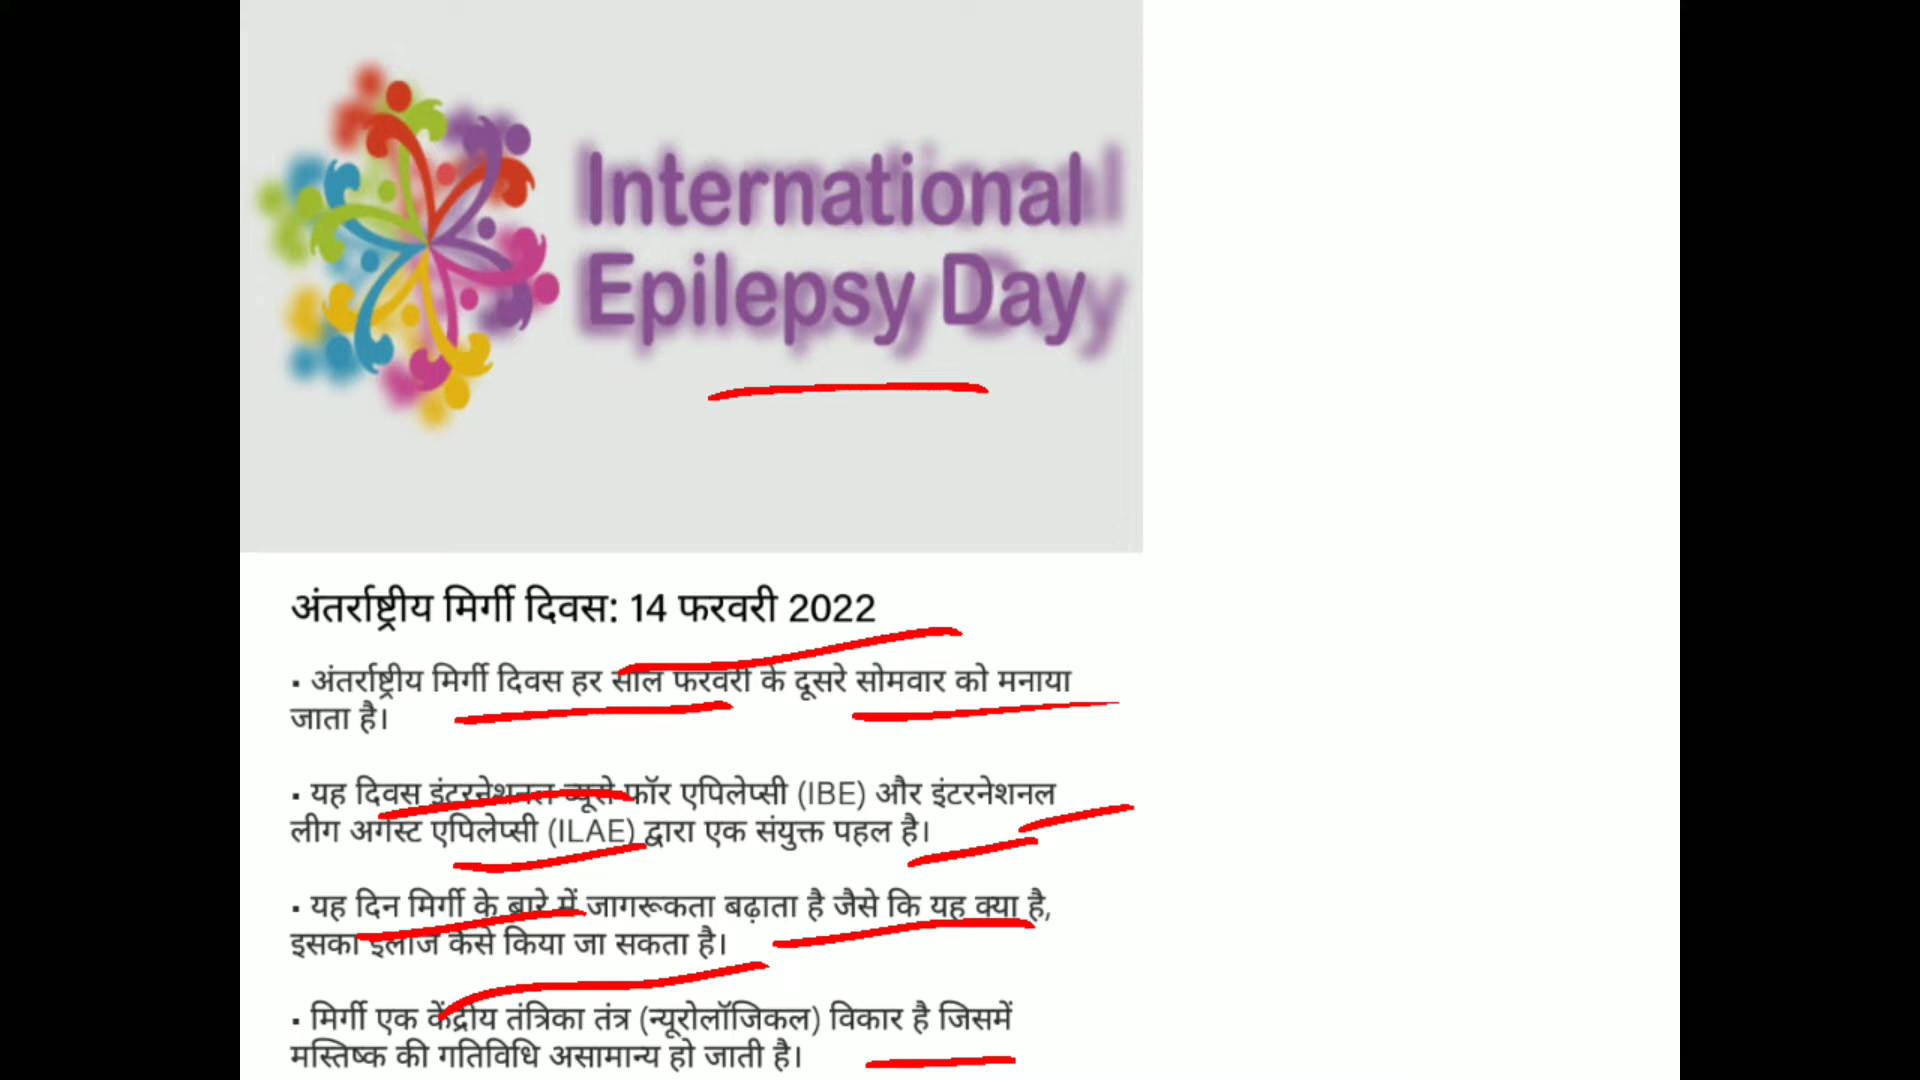 International
Epilepsy Day
अंतर्राष्ट्रीय मिर्गी दिवस: 14 फरवरी 2022
▪ अंतर्राष्ट्रीय मिर्गी दिवस हर साल फरवरी के दूसरे सोमवार को मनाया
जाता है।
▪ यह दिवस इंटरनेशनल ब्यूरो फॉर एपिलेप्सी (IBE) और इंटरनेशनल
लीग अगेंस्ट एपिलेप्सी (ILAE) द्वारा एक संयुक्त पहल है।
▪ यह दिन मिर्गी के बारे में जागरूकता बढ़ाता है जैसे कि यह क्या है,
इसका इलाज कैसे किया जा सकता है।
▪ मिर्गी एक केंद्रीय तंत्रिका तंत्र (न्यूरोलॉजिकल) विकार है जिसमें
मस्तिष्क की गतिविधि असामान्य हो जाती है।